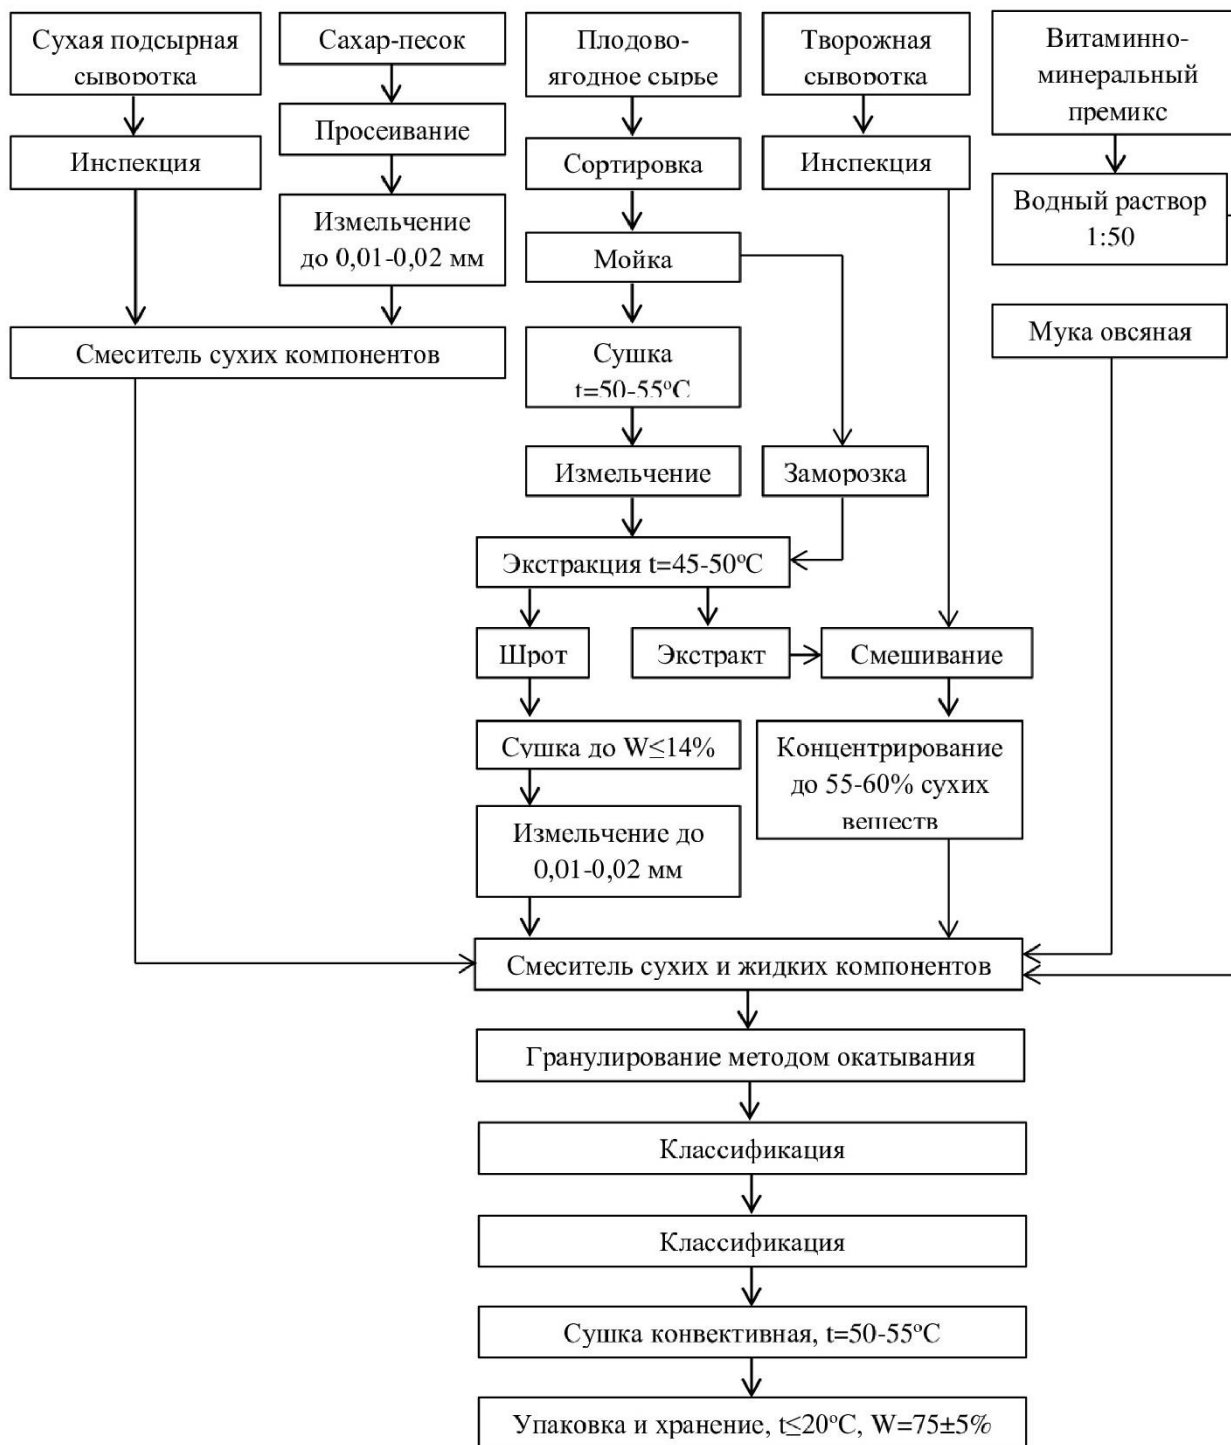 Сухая подсырная
сыворотка
Сахар-песок
Плодово-
ягодное сырье
Творожная
сыворотка
Витаминно-
минеральный
премикс
Инспекция
Просеивание
Сортировка
Инспекция
Водный раствор
1:50
Измельчение
до 0,01-0,02 мм
Мойка
Мука овсяная
Смеситель сухих компонентов
Сушка
t=50-55°С
Измельчение
Заморозка
Экстракция t=45-50°С
Шрот
Экстракт
Смешивание
Сушка до W≤14%
Концентрирование
до 55-60% сухих
веществ
Измельчение до
0,01-0,02 мм
Смеситель сухих и жидких компонентов
Гранулирование методом окатывания
Классификация
Классификация
Сушка конвективная, t=50-55°С
Упаковка и хранение, t≤20°С, W=75±5%